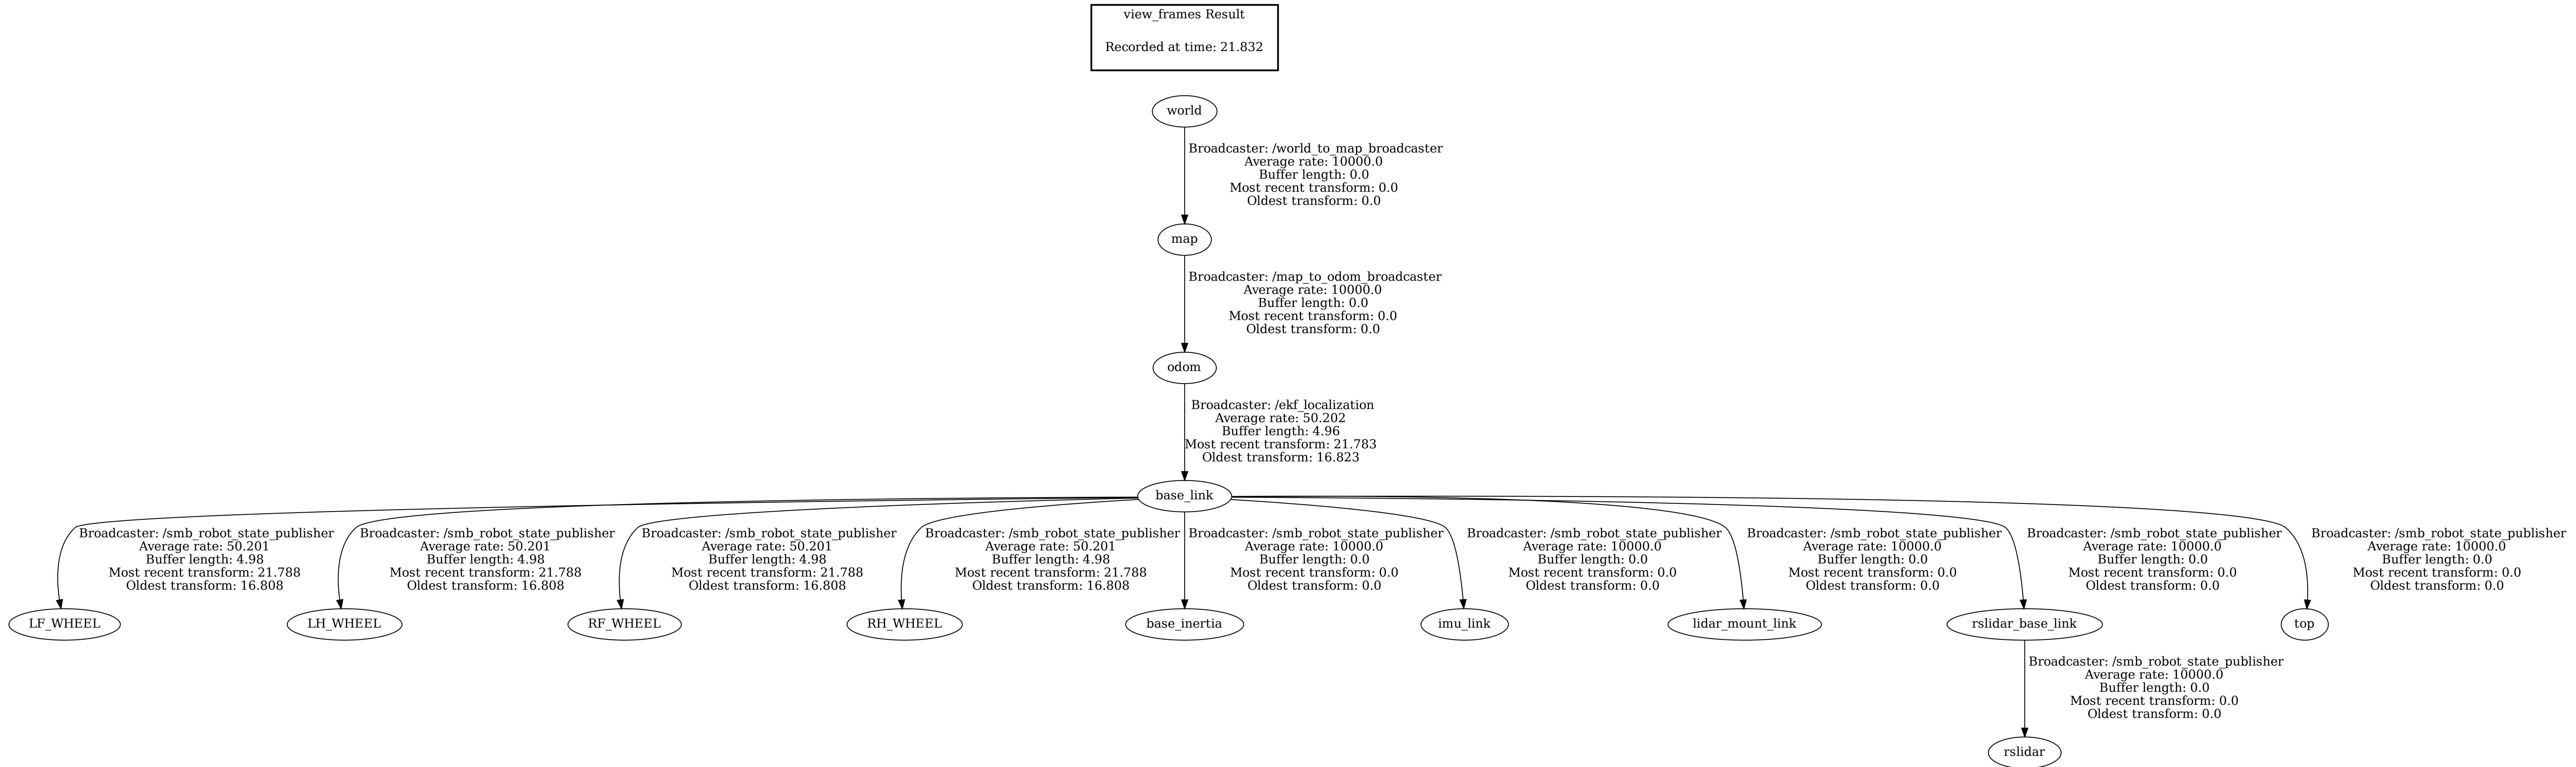 view_frames Result
Recorded at time: 21.832
world
Broadcaster: /world_to_map_broadcaster
Average rate: 10000.0
Buffer length: 0.0
Most recent transform: 0.0
Oldest transform: 0.0
map
Broadcaster: /map_to_odom_broadcaster
Average rate: 10000.0
Buffer length: 0.0
Most recent transform: 0.0
Oldest transform: 0.0
odom
Broadcaster: /ekf_localization
Average rate: 50.202
Buffer length: 4.96
Most recent transform: 21.783
Oldest transform: 16.823
base_link
Broadcaster: /smb_robot_state_publisher
Average rate: 50.201
Buffer length: 4.98
Most recent transform: 21.788
Oldest transform: 16.808
Broadcaster: /smb_robot_state_publisher
Average rate: 50.201
Buffer length: 4.98
Most recent transform: 21.788
Oldest transform: 16.808
Broadcaster: /smb_robot_state_publisher
Average rate: 50.201
Buffer length: 4.98
Most recent transform: 21.788
Oldest transform: 16.808
Broadcaster: /smb_robot_state_publisher
Average rate: 50.201
Buffer length: 4.98
Most recent transform: 21.788
Oldest transform: 16.808
Broadcaster: /smb_robot_state_publisher
Average rate: 10000.0
Buffer length: 0.0
Most recent transform: 0.0
Oldest transform: 0.0
Broadcaster: /smb_robot_state_publisher
Average rate: 10000.0
Buffer length: 0.0
Most recent transform: 0.0
Oldest transform: 0.0
Broadcaster: /smb_robot_state_publisher
Average rate: 10000.0
Buffer length: 0.0
Most recent transform: 0.0
Oldest transform: 0.0
Broadcaster: /smb_robot_state_publisher
Average rate: 10000.0
Buffer length: 0.0
Most recent transform: 0.0
Oldest transform: 0.0
Broadcaster: /smb_robot_state_publisher
Average rate: 10000.0
Buffer length: 0.0
Most recent transform: 0.0
Oldest transform: 0.0
LF_WHEEL
LH_WHEEL
RF_WHEEL
RH_WHEEL
base_inertia
imu_link
lidar_mount_link
rslidar_base_link
top
Broadcaster: /smb_robot_state_publisher
Average rate: 10000.0
Buffer length: 0.0
Most recent transform: 0.0
Oldest transform: 0.0
rslidar